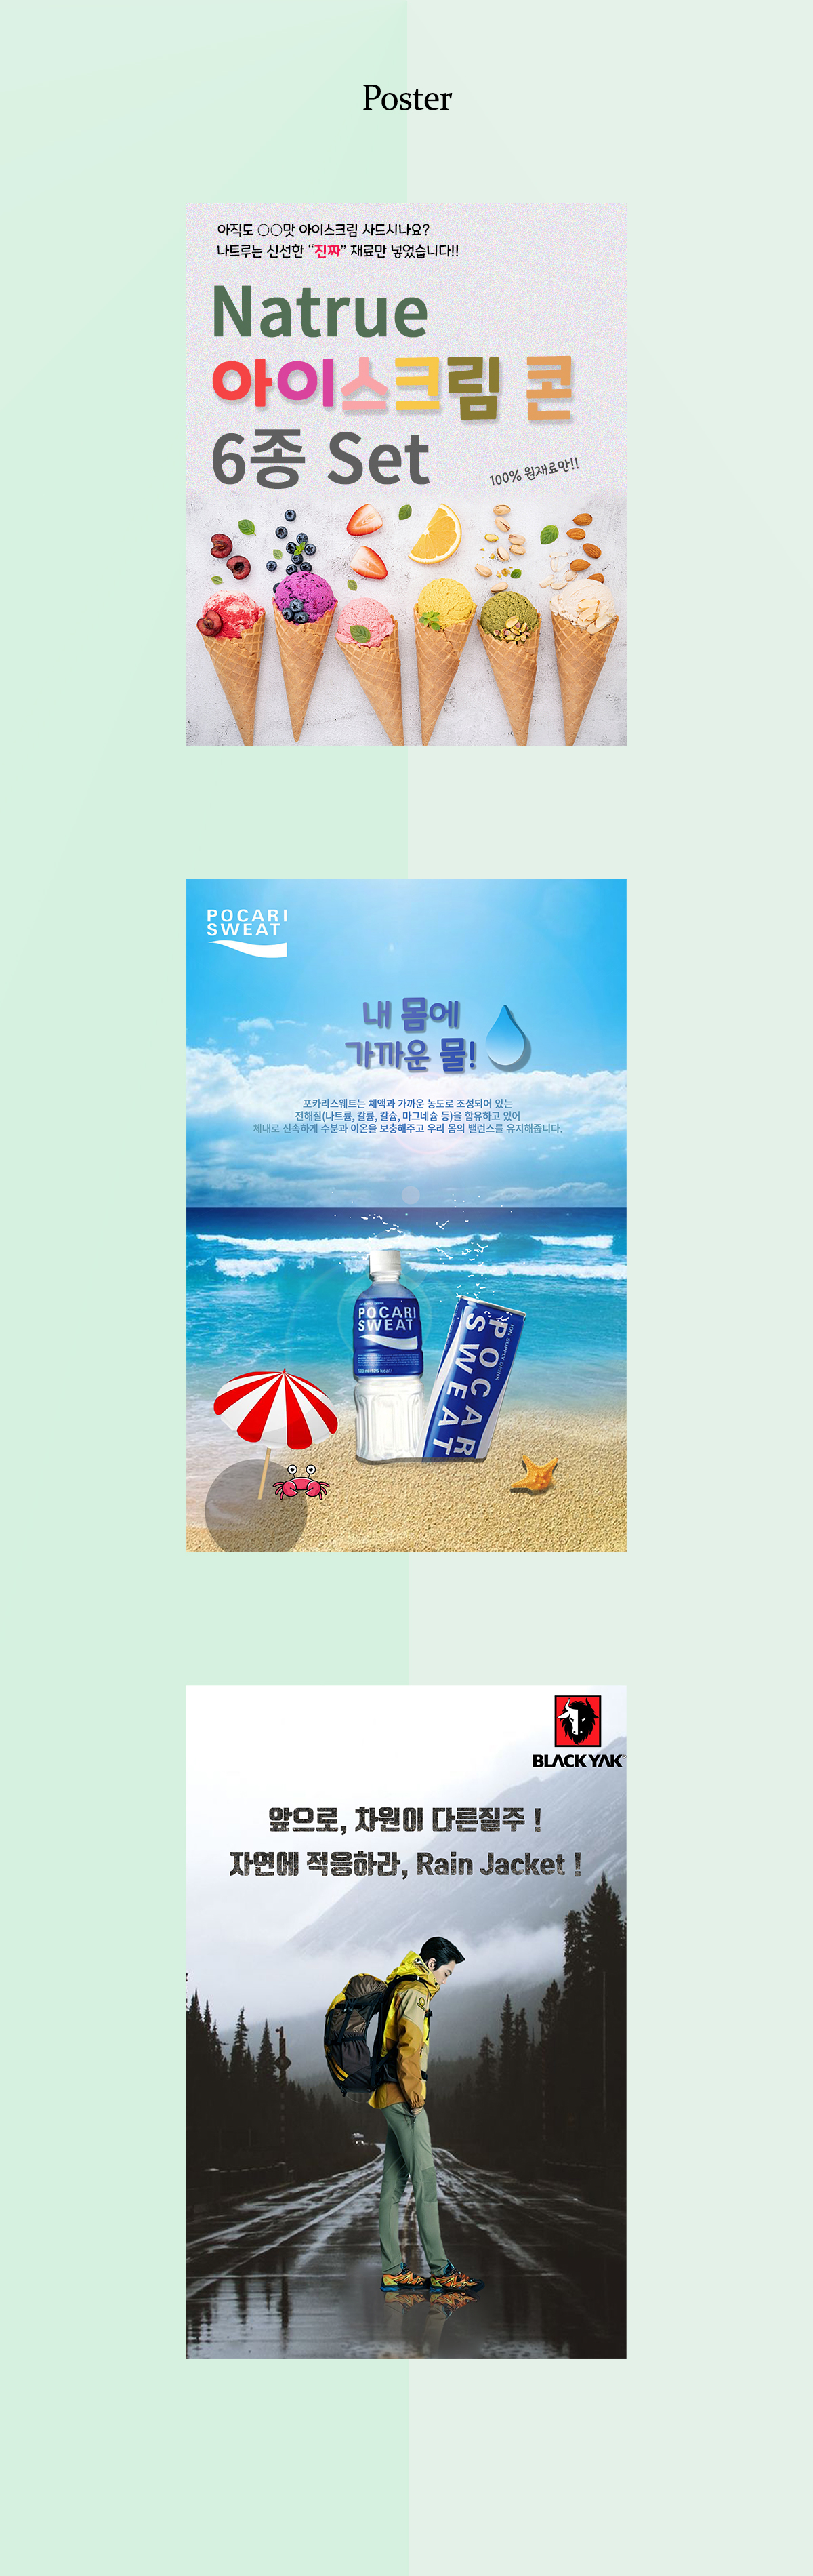 Poster
아직도 ○○맛 아이스크림 사드시나요?
나트루는 신선한 “진짜” 재료만 넣었습니다!!
Natrue
아이스크림 콘
6종 Set
100% 원재료만!!
POCARI
SWEAT
내 몸에
가까운 물!
포카리스웨트는 체액과 가까운 농도로 조성되어 있는
전해질(나트륨, 칼륨, 칼슘, 마그네슘 등)을 함유하고 있어
체내로 신속하게 수분과 이온을 보충해주고 우리 몸의 밸런스를 유지해줍니다.
POCARI
SWEAT
POCARI
SWEAT
ION SUPPLY DRINK
BLACK YAK
앞으로, 차원이 다른질주 !
자연에 적응하라, Rain Jacket !